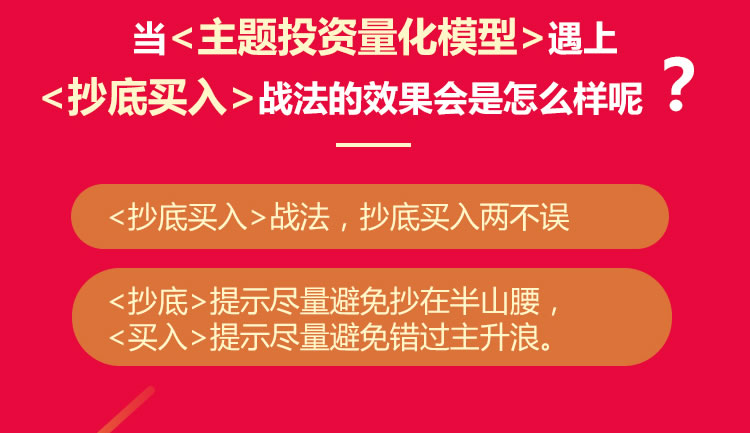 当<主题投资量化模型>遇上
<抄底买入>战法的效果会是怎么样呢？
<抄底买入>战法，抄底买入两不误
<抄底>提示尽量避免抄在半山腰，
<买入>提示尽量避免错过主升浪。